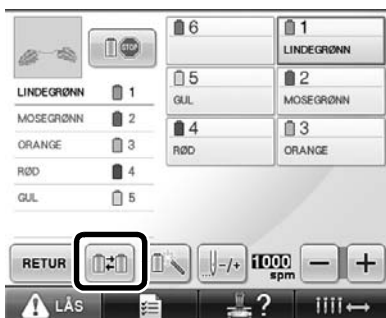 LINDEGRØNN 1
MOSEGRØNN 2
ORANGE 3
RØD 4
GUL 5
6
1
LINDEGRØNN
5
GUL
2
MOSEGRØNN
4
RØD
3
ORANGE
RETUR
-/+
1000
spm
- +
LÅS
?